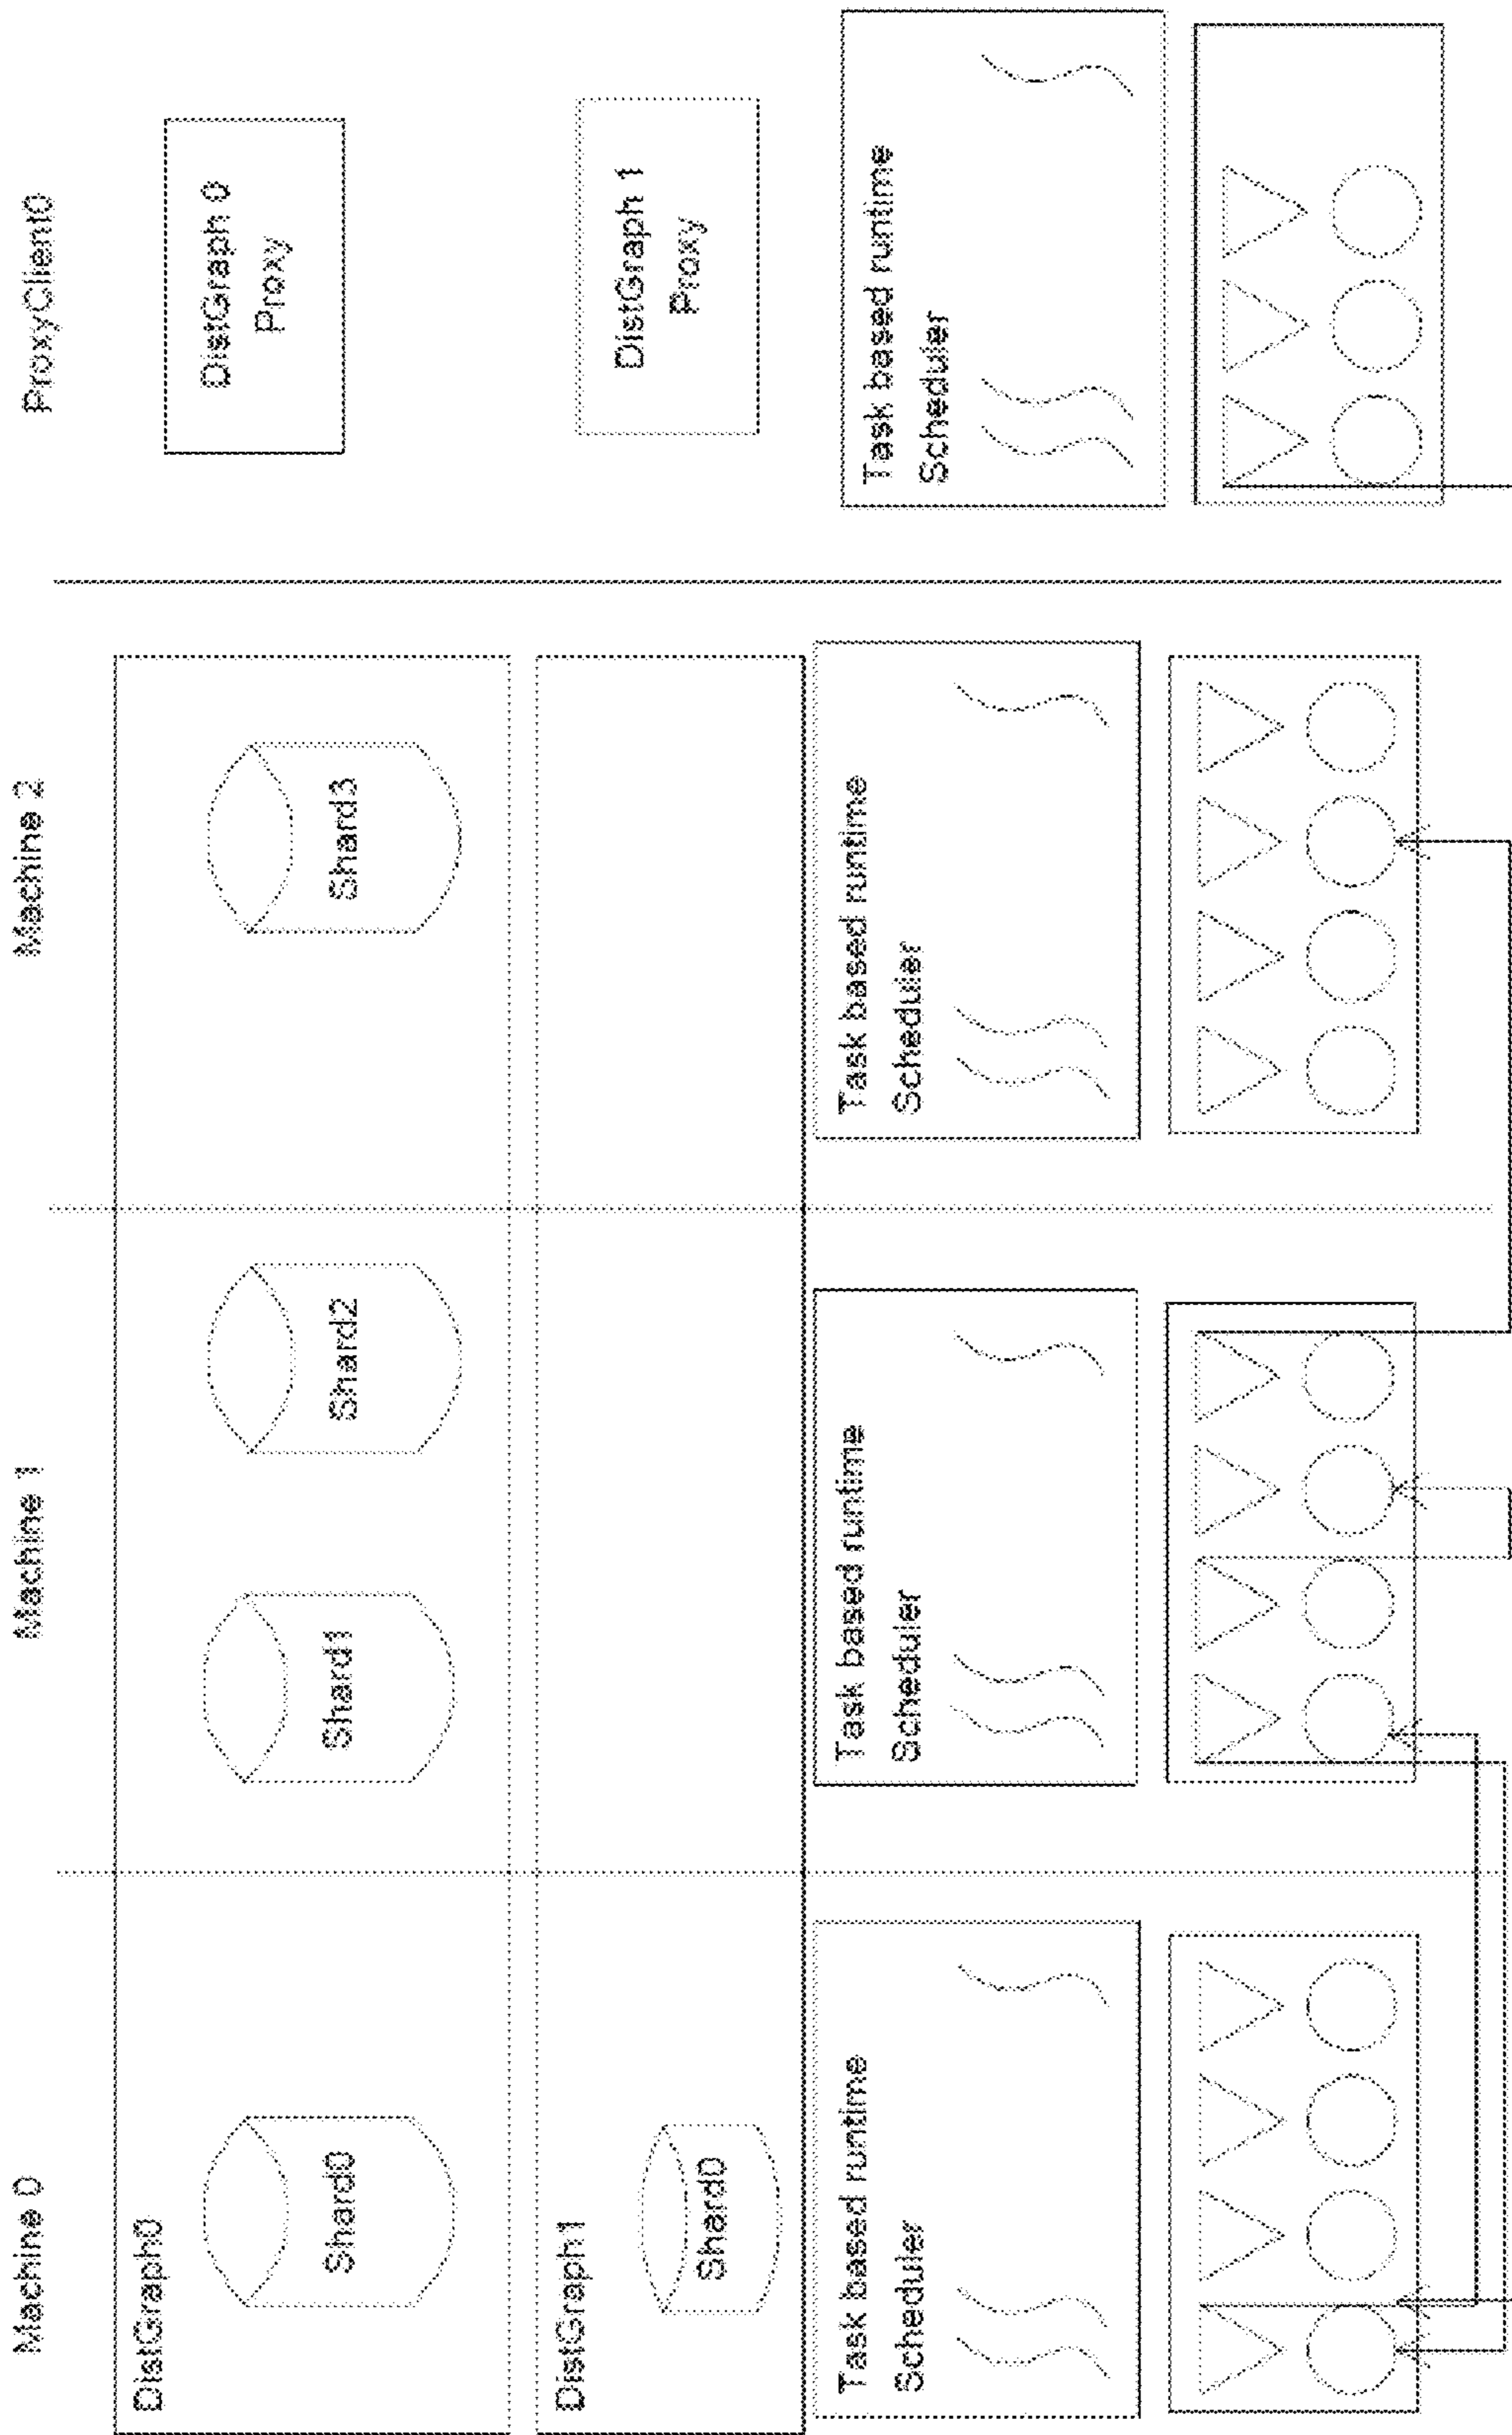 Machine 0
Machine 1
Machine 2
ProxyClient0
DistGraph0
Shard0
Shard1
Shard2
Shard3
DistGraph 0
Proxy
DistGraph1
Shard0
DistGraph 1
Proxy
Task based runtime
Scheduler
Task based runtime
Scheduler
Task based runtime
Scheduler
Task based runtime
Scheduler